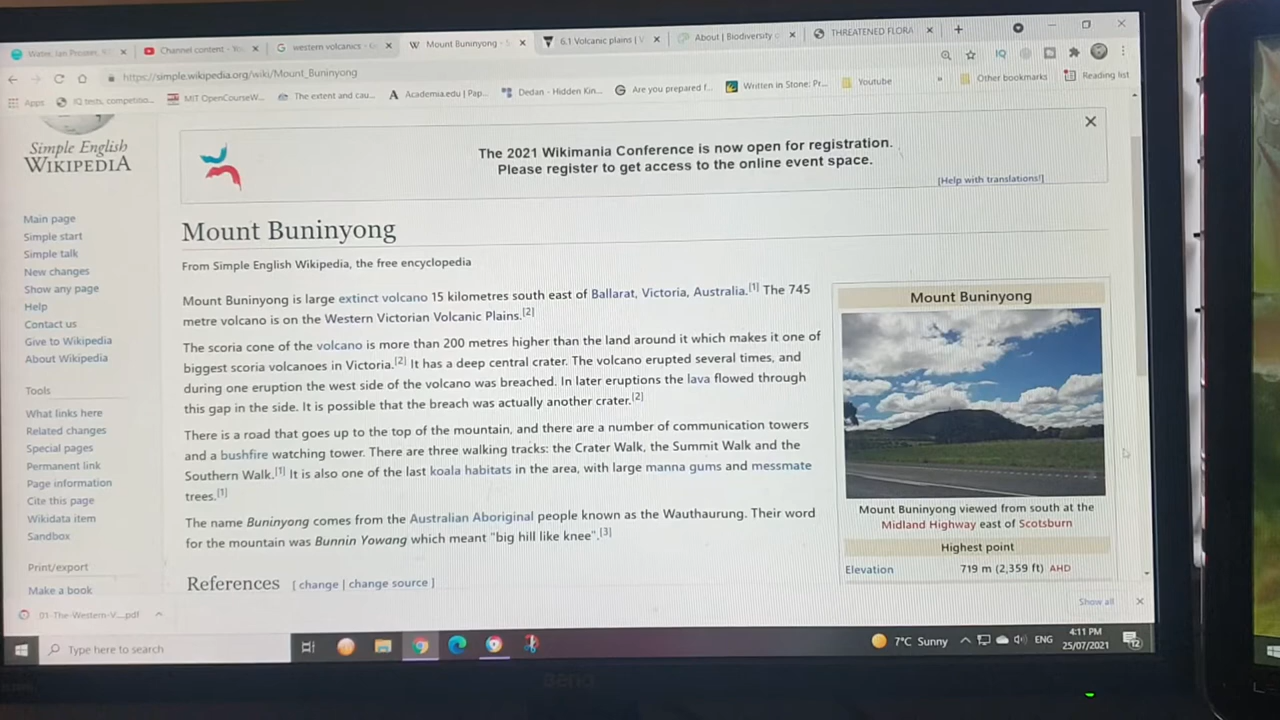 Channel content - Yo
western volcanics - G
Mount Buninyong - S
6.1 Volcanic plains | V
About | Biodiversity o
THREATENED FLORA
https://simple.wikipedia.org/wiki/Mount_Buninyong
Apps
IQ tests, competitio...
MIT OpenCourseW...
The extent and cau...
Academia.edu | Pap...
Dedan - Hidden Kin...
Are you prepared f...
Written in Stone: Pr...
Youtube
»
Other bookmarks
Reading list
Simple English
WIKIPEDIA
The 2021 Wikimania Conference is now open for registration.
Please register to get access to the online event space.
[Help with translations!]
Main page
Simple start
Simple talk
New changes
Show any page
Help
Contact us
Give to Wikipedia
About Wikipedia
Tools
What links here
Related changes
Special pages
Permanent link
Page information
Cite this page
Wikidata item
Sandbox
Print/export
Make a book
Mount Buninyong
From Simple English Wikipedia, the free encyclopedia
Mount Buninyong is large extinct volcano 15 kilometres south east of Ballarat, Victoria, Australia.[1] The 745
metre volcano is on the Western Victorian Volcanic Plains.[2]
The scoria cone of the volcano is more than 200 metres higher than the land around it which makes it one of
biggest scoria volcanoes in Victoria.[2] It has a deep central crater. The volcano erupted several times, and
during one eruption the west side of the volcano was breached. In later eruptions the lava flowed through
this gap in the side. It is possible that the breach was actually another crater.[2]
There is a road that goes up to the top of the mountain, and there are a number of communication towers
and a bushfire watching tower. There are three walking tracks: the Crater Walk, the Summit Walk and the
Southern Walk.[1] It is also one of the last koala habitats in the area, with large manna gums and messmate
trees.[1]
The name Buninyong comes from the Australian Aboriginal people known as the Wauthaurung. Their word
for the mountain was Bunnin Yowang which meant "big hill like knee".[3]
References [ change | change source ]
Mount Buninyong
Mount Buninyong viewed from south at the
Midland Highway east of Scotsburn
Highest point
Elevation 719 m (2,359 ft) AHD
01-The-Western-V....pdf
Show all
Type here to search
7°C Sunny
ENG
4:11 PM
25/07/2021
12
BenQ